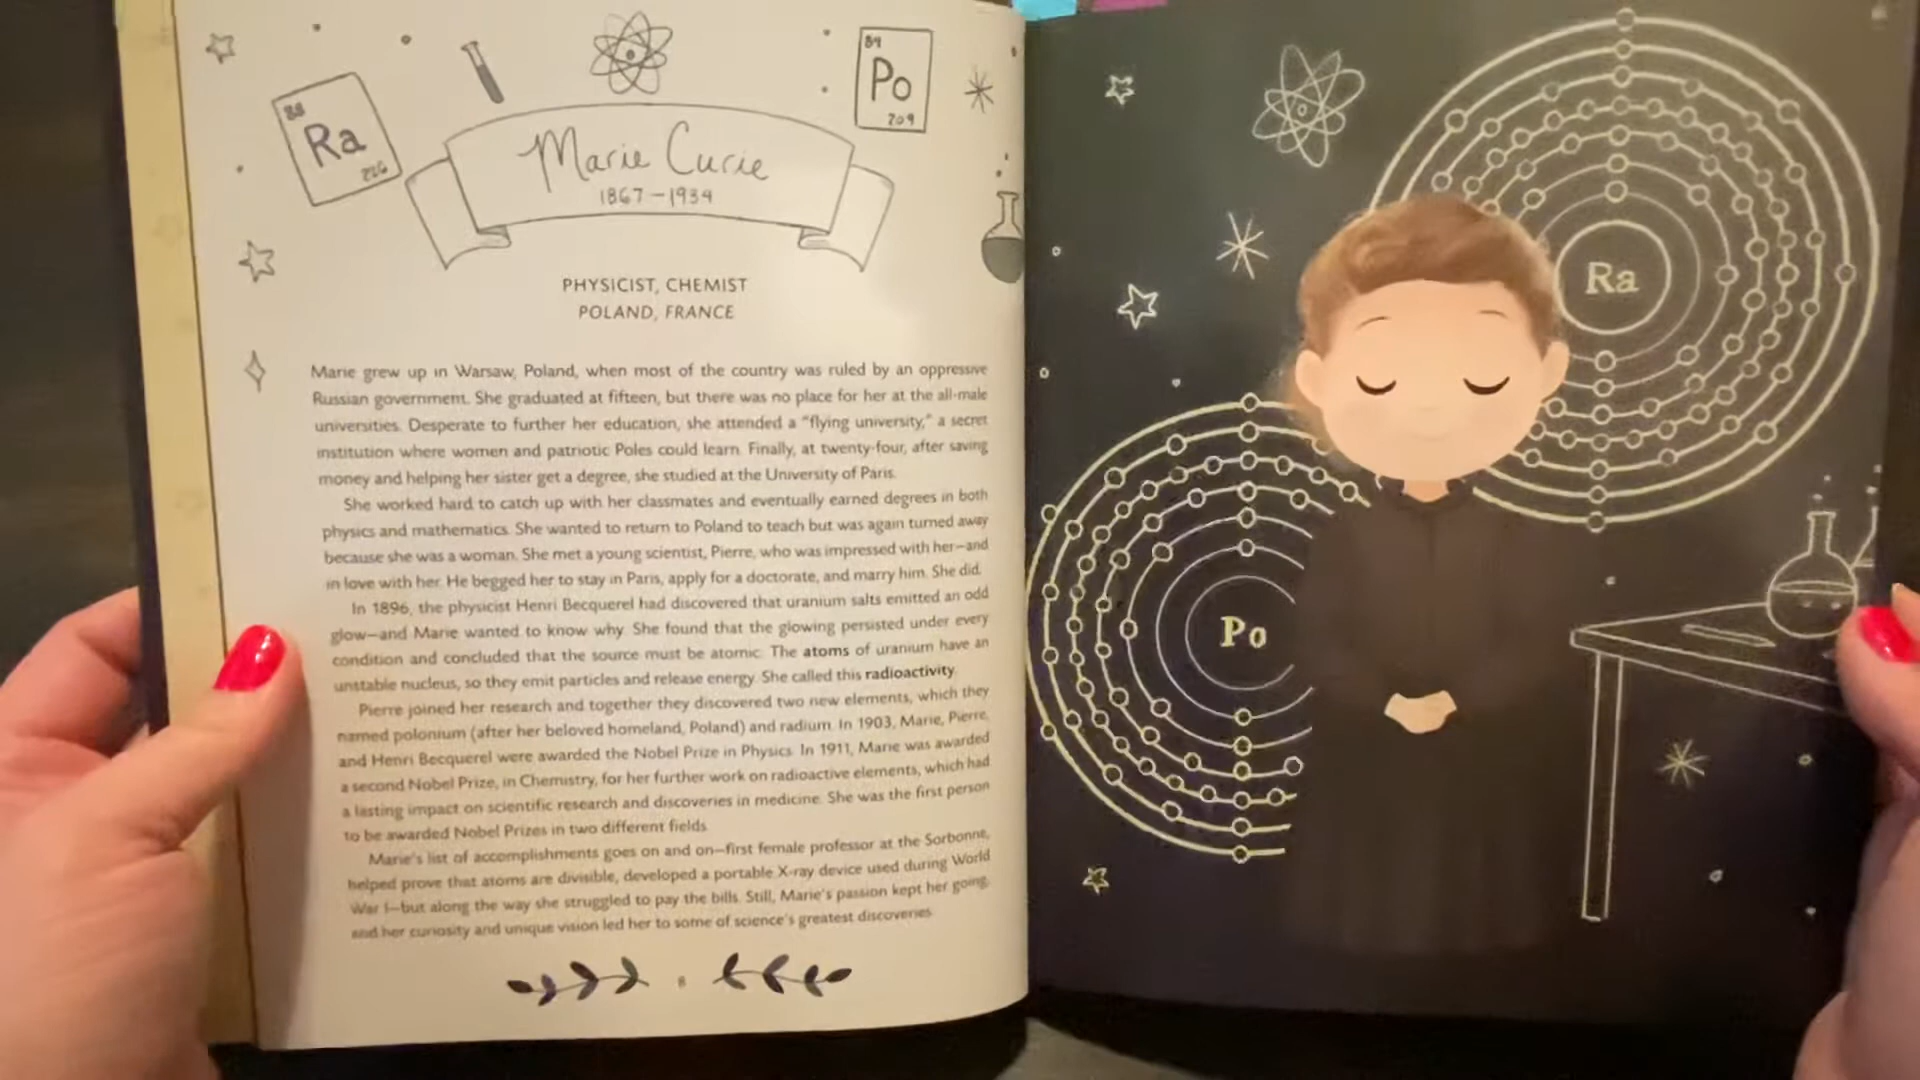 88
Ra
226
84
Po
209
Marie Curie
1867–1934
PHYSICIST, CHEMIST
POLAND, FRANCE
Marie grew up in Warsaw, Poland, when most of the country was ruled by an oppressive
Russian government. She graduated at fifteen, but there was no place for her at the all-male
universities. Desperate to further her education, she attended a “flying university,” a secret
institution where women and patriotic Poles could learn. Finally, at twenty-four, after saving
money and helping her sister get a degree, she studied at the University of Paris.
She worked hard to catch up with her classmates and eventually earned degrees in both
physics and mathematics. She wanted to return to Poland to teach but was again turned away
because she was a woman. She met a young scientist, Pierre, who was impressed with her—and
in love with her. He begged her to stay in Paris, apply for a doctorate, and marry him. She did.
In 1896, the physicist Henri Becquerel had discovered that uranium salts emitted an odd
glow—and Marie wanted to know why. She found that the glowing persisted under every
condition and concluded that the source must be atomic. The atoms of uranium have an
unstable nucleus, so they emit particles and release energy. She called this radioactivity.
Pierre joined her research and together they discovered two new elements, which they
named polonium (after her beloved homeland, Poland) and radium. In 1903, Marie, Pierre,
and Henri Becquerel were awarded the Nobel Prize in Physics. In 1911, Marie was awarded
a second Nobel Prize, in Chemistry, for her further work on radioactive elements, which had
a lasting impact on scientific research and discoveries in medicine. She was the first person
to be awarded Nobel Prizes in two different fields.
Marie's list of accomplishments goes on and on—first female professor at the Sorbonne,
helped prove that atoms are divisible, developed a portable X-ray device used during World
War I—but along the way she struggled to pay the bills. Still, Marie's passion kept her going,
and her curiosity and unique vision led her to some of science's greatest discoveries.
8
Ra
Po